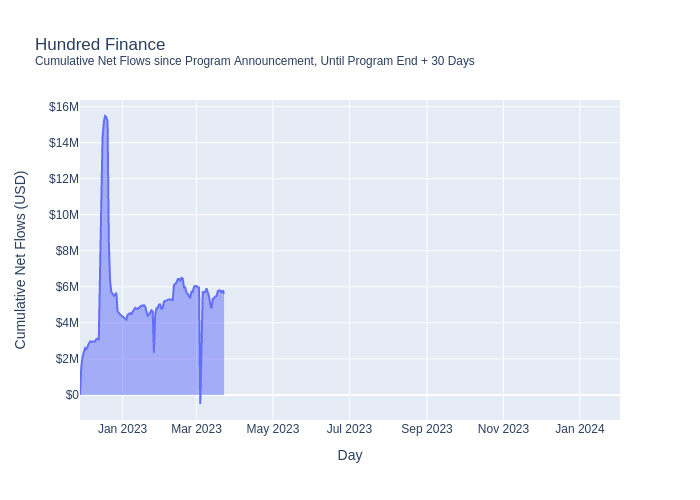 Hundred Finance
Cumulative Net Flows since Program Announcement, Until Program End + 30 Days
Cumulative Net Flows (USD)
$16M
$14M
$12M
$10M
$8M
$6M
$4M
$2M
$0
Jan 2023 Mar 2023 May 2023 Jul 2023 Sep 2023 Nov 2023 Jan 2024
Day